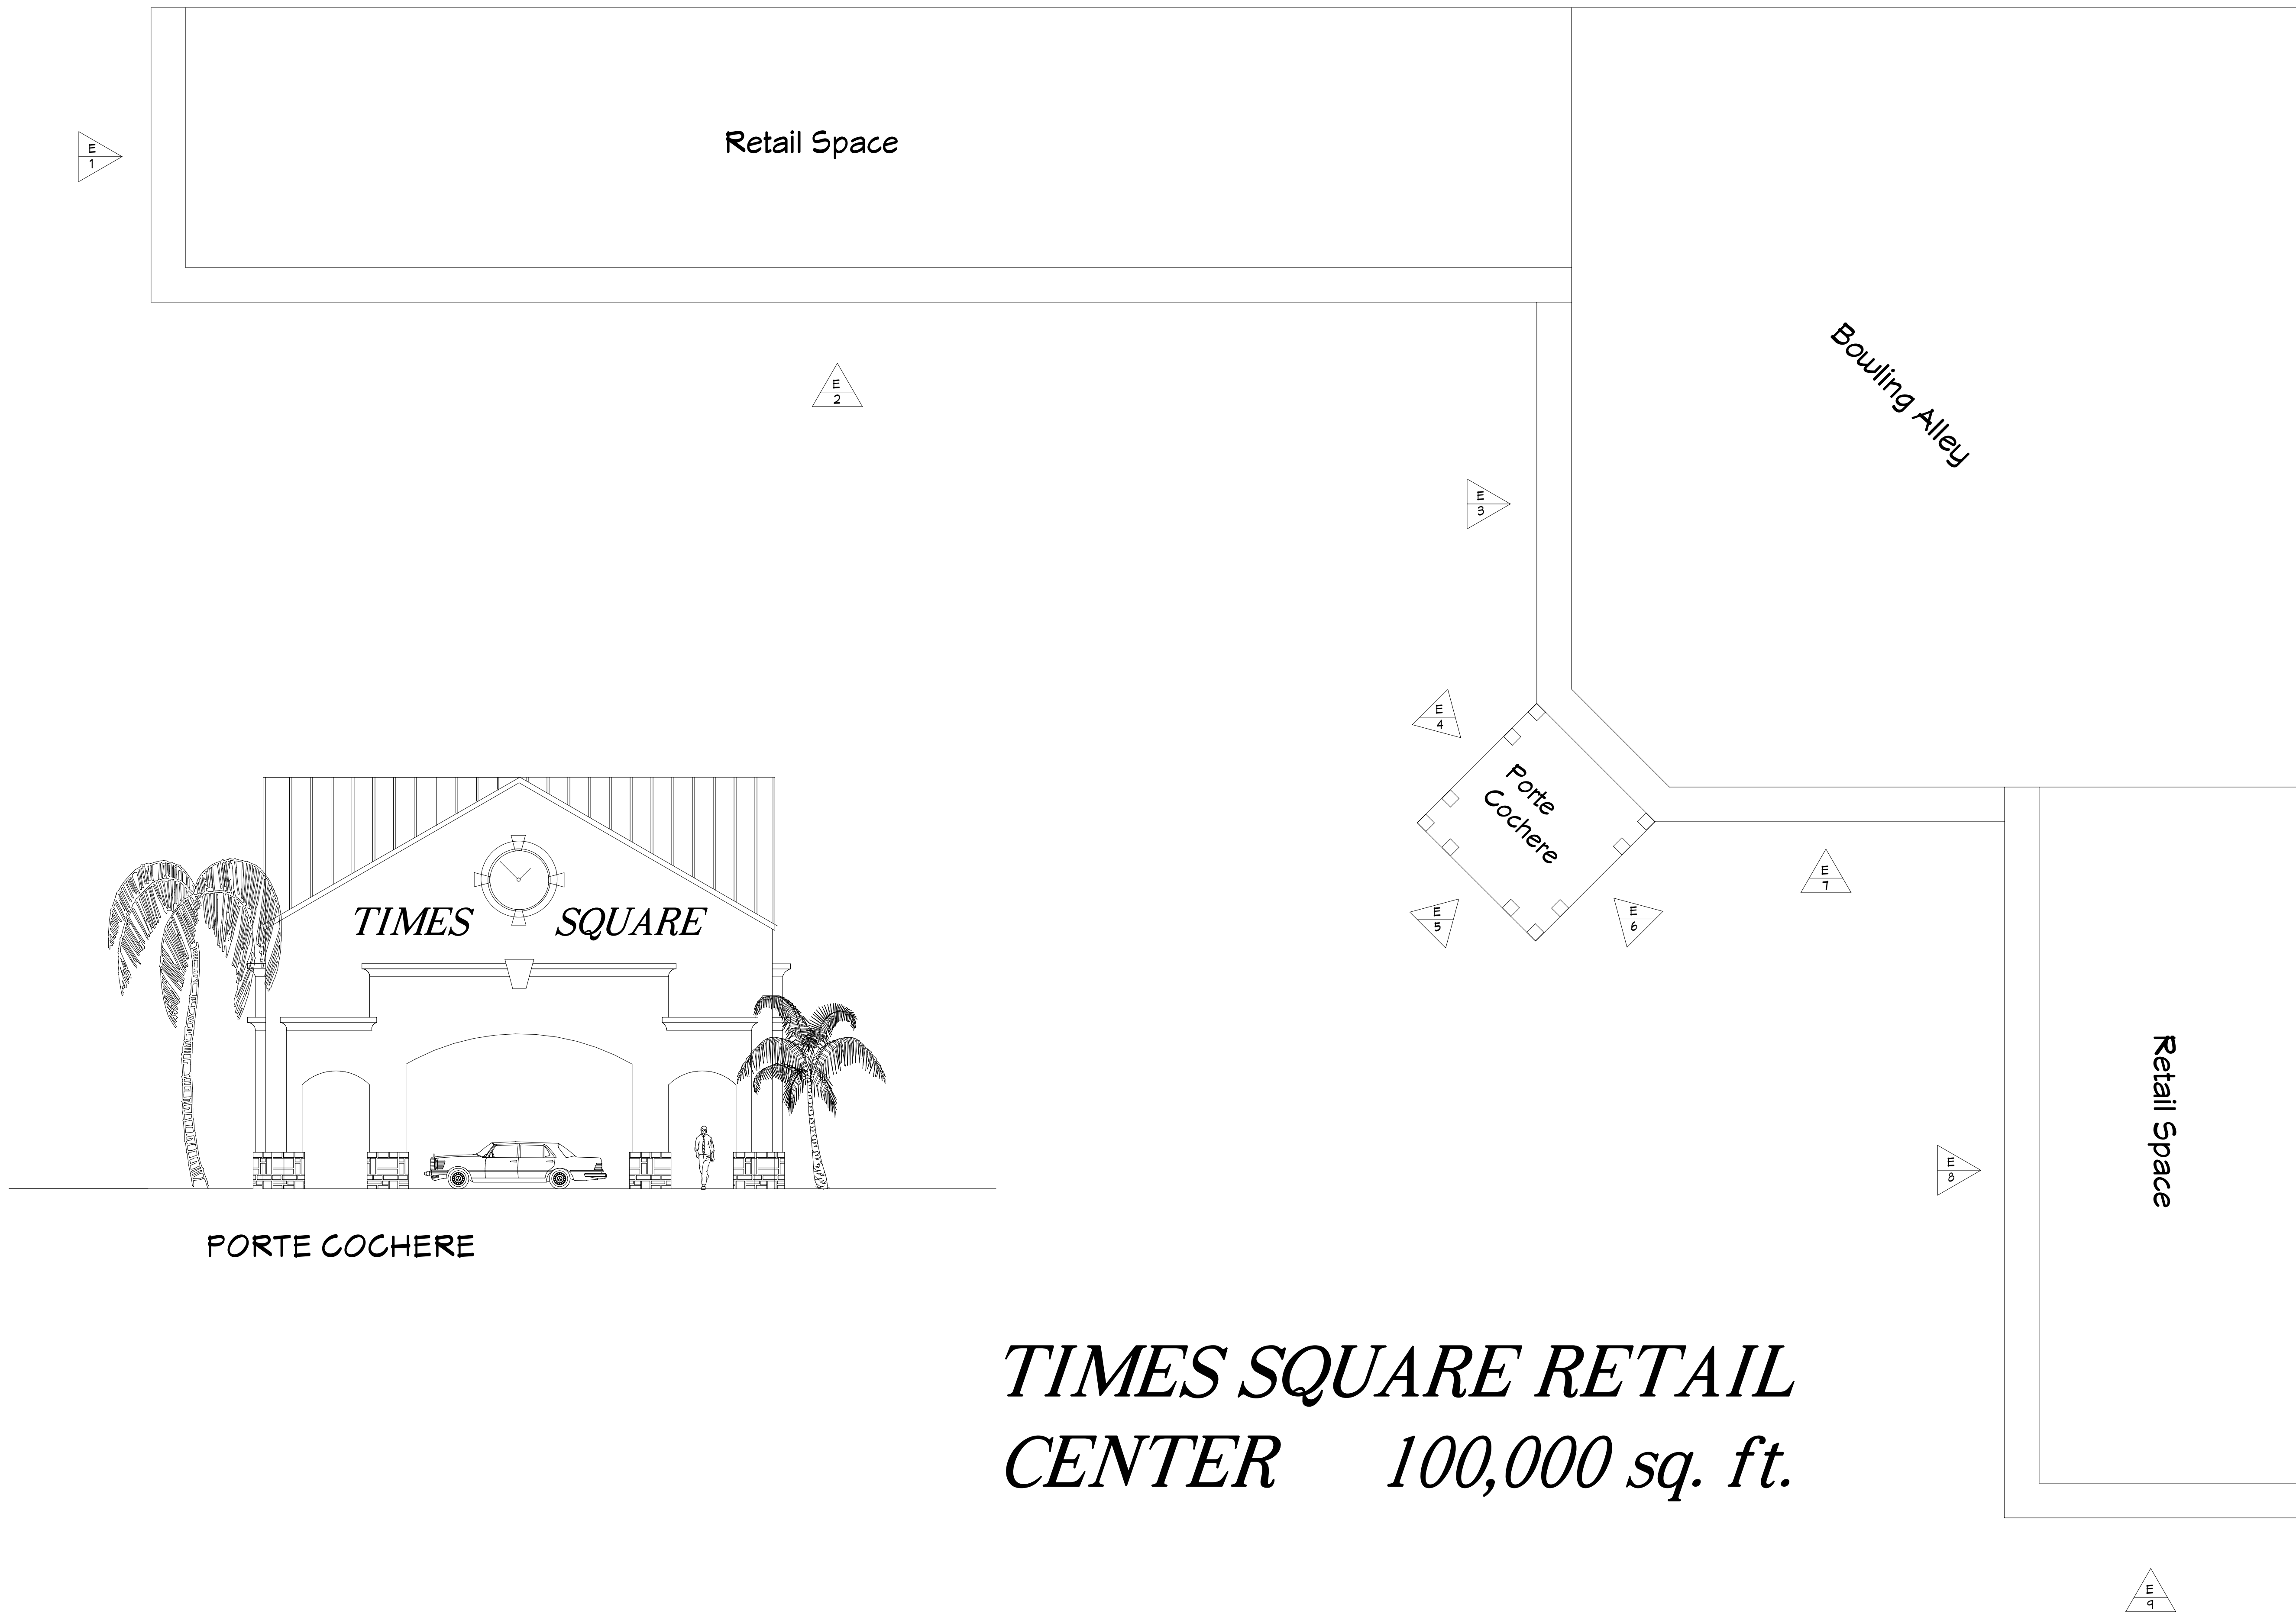 Retail Space
E
1
E
2
Bowling Alley
E
3
E
4
Porte
Cochere
E
5
E
6
E
7
TIMES SQUARE
Retail Space
E
8
PORTE COCHERE
TIMES SQUARE RETAIL
CENTER 100,000 sq. ft.
E
9